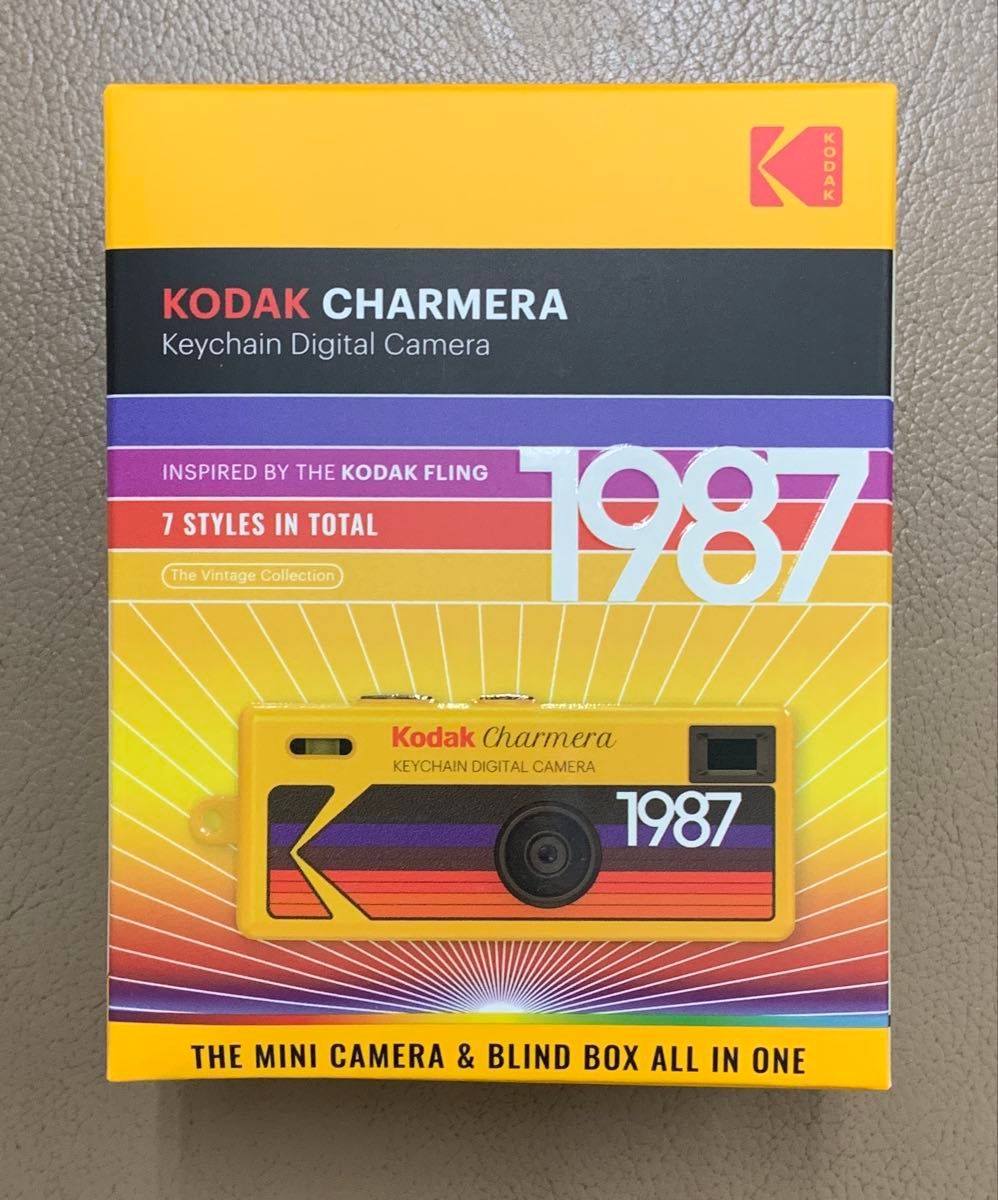 KODAK
KODAK CHARMERA
Keychain Digital Camera
INSPIRED BY THE KODAK FLING
1987
7 STYLES IN TOTAL
The Vintage Collection
Kodak Charmera
KEYCHAIN DIGITAL CAMERA
1987
THE MINI CAMERA & BLIND BOX ALL IN ONE